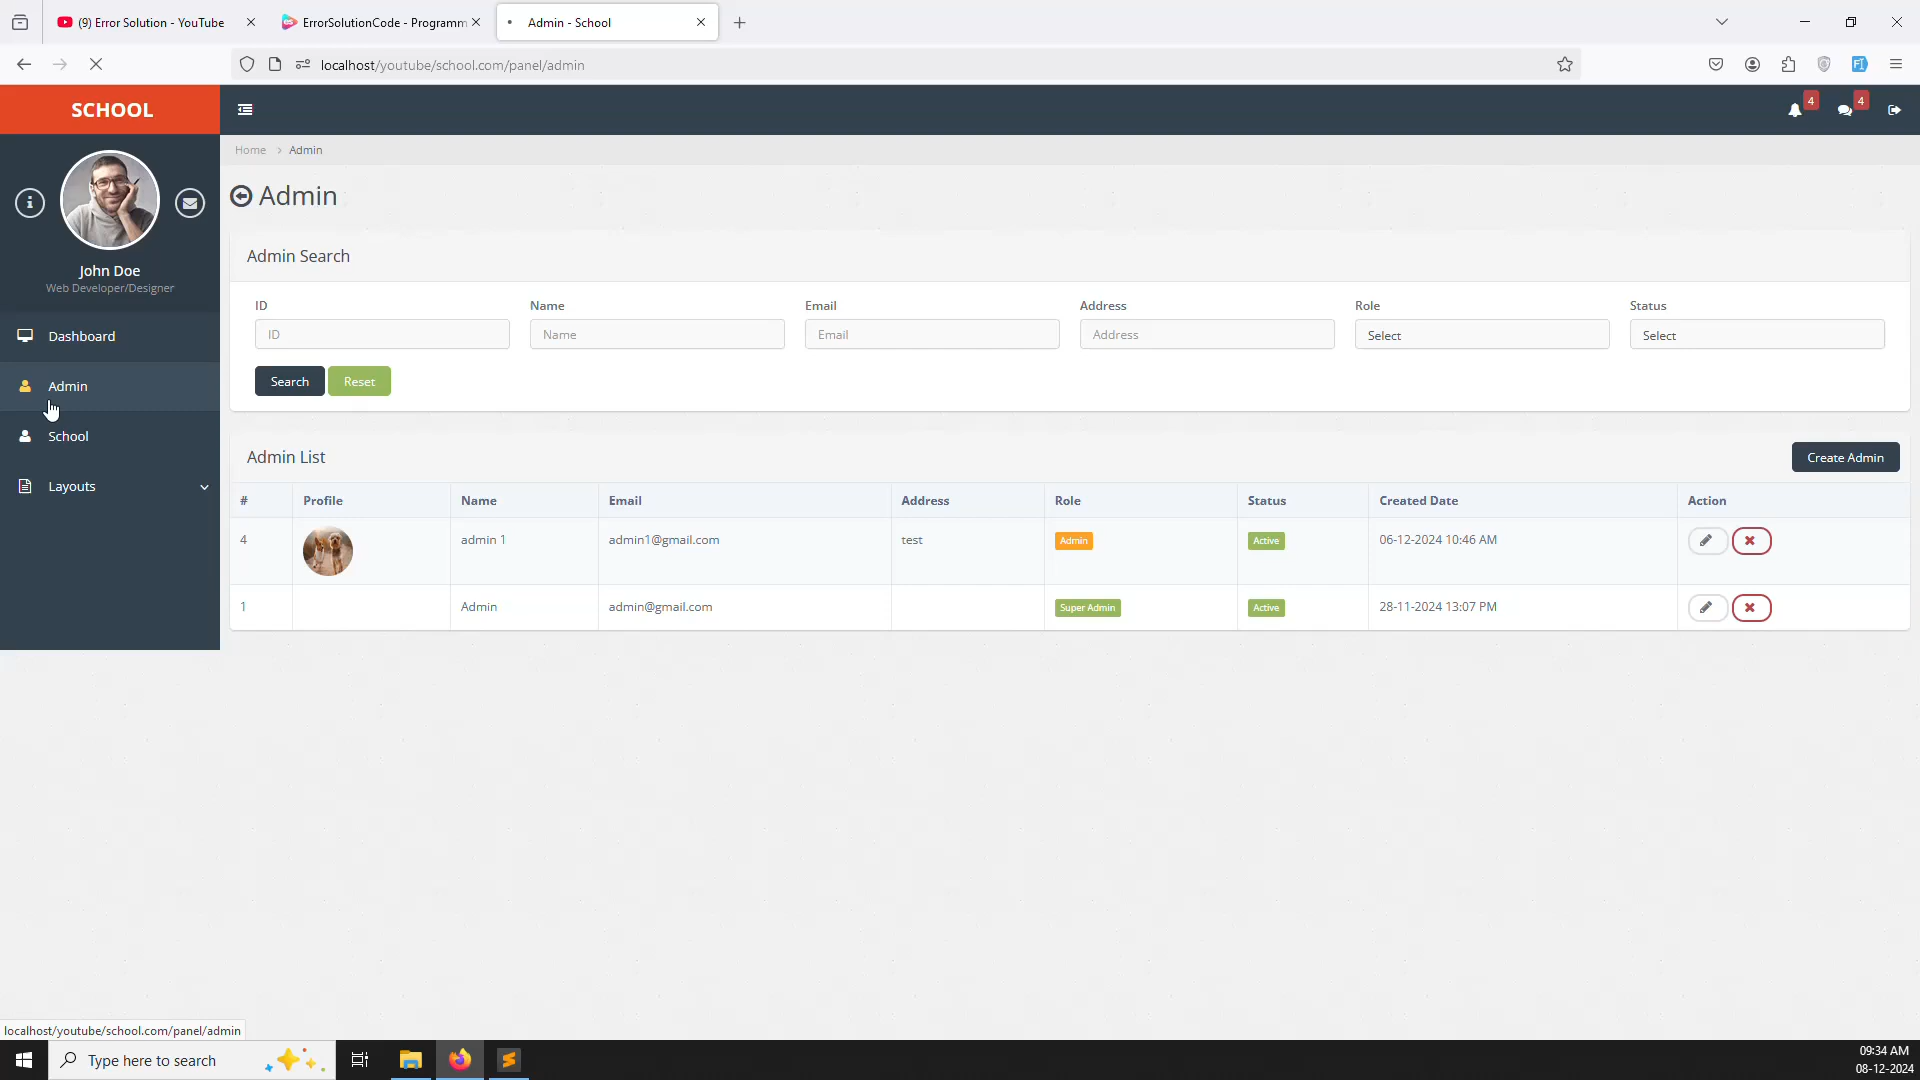 (9) Error Solution - YouTube
ErrorSolutionCode - Programm
Admin - School
localhost/youtube/school.com/panel/admin
SCHOOL
4
4
Home > Admin
Admin
John Doe
Web Developer/Designer
Dashboard
Admin
School
Layouts
Admin Search
ID Name Email Address Role Status
ID Name Email Address Select Select
Search Reset
Admin List Create Admin
# Profile Name Email Address Role Status Created Date Action
4 admin 1 admin1@gmail.com test Admin Active 06-12-2024 10:46 AM
1 Admin admin@gmail.com Super Admin Active 28-11-2024 13:07 PM
localhost/youtube/school.com/panel/admin
Type here to search
09:34 AM
08-12-2024